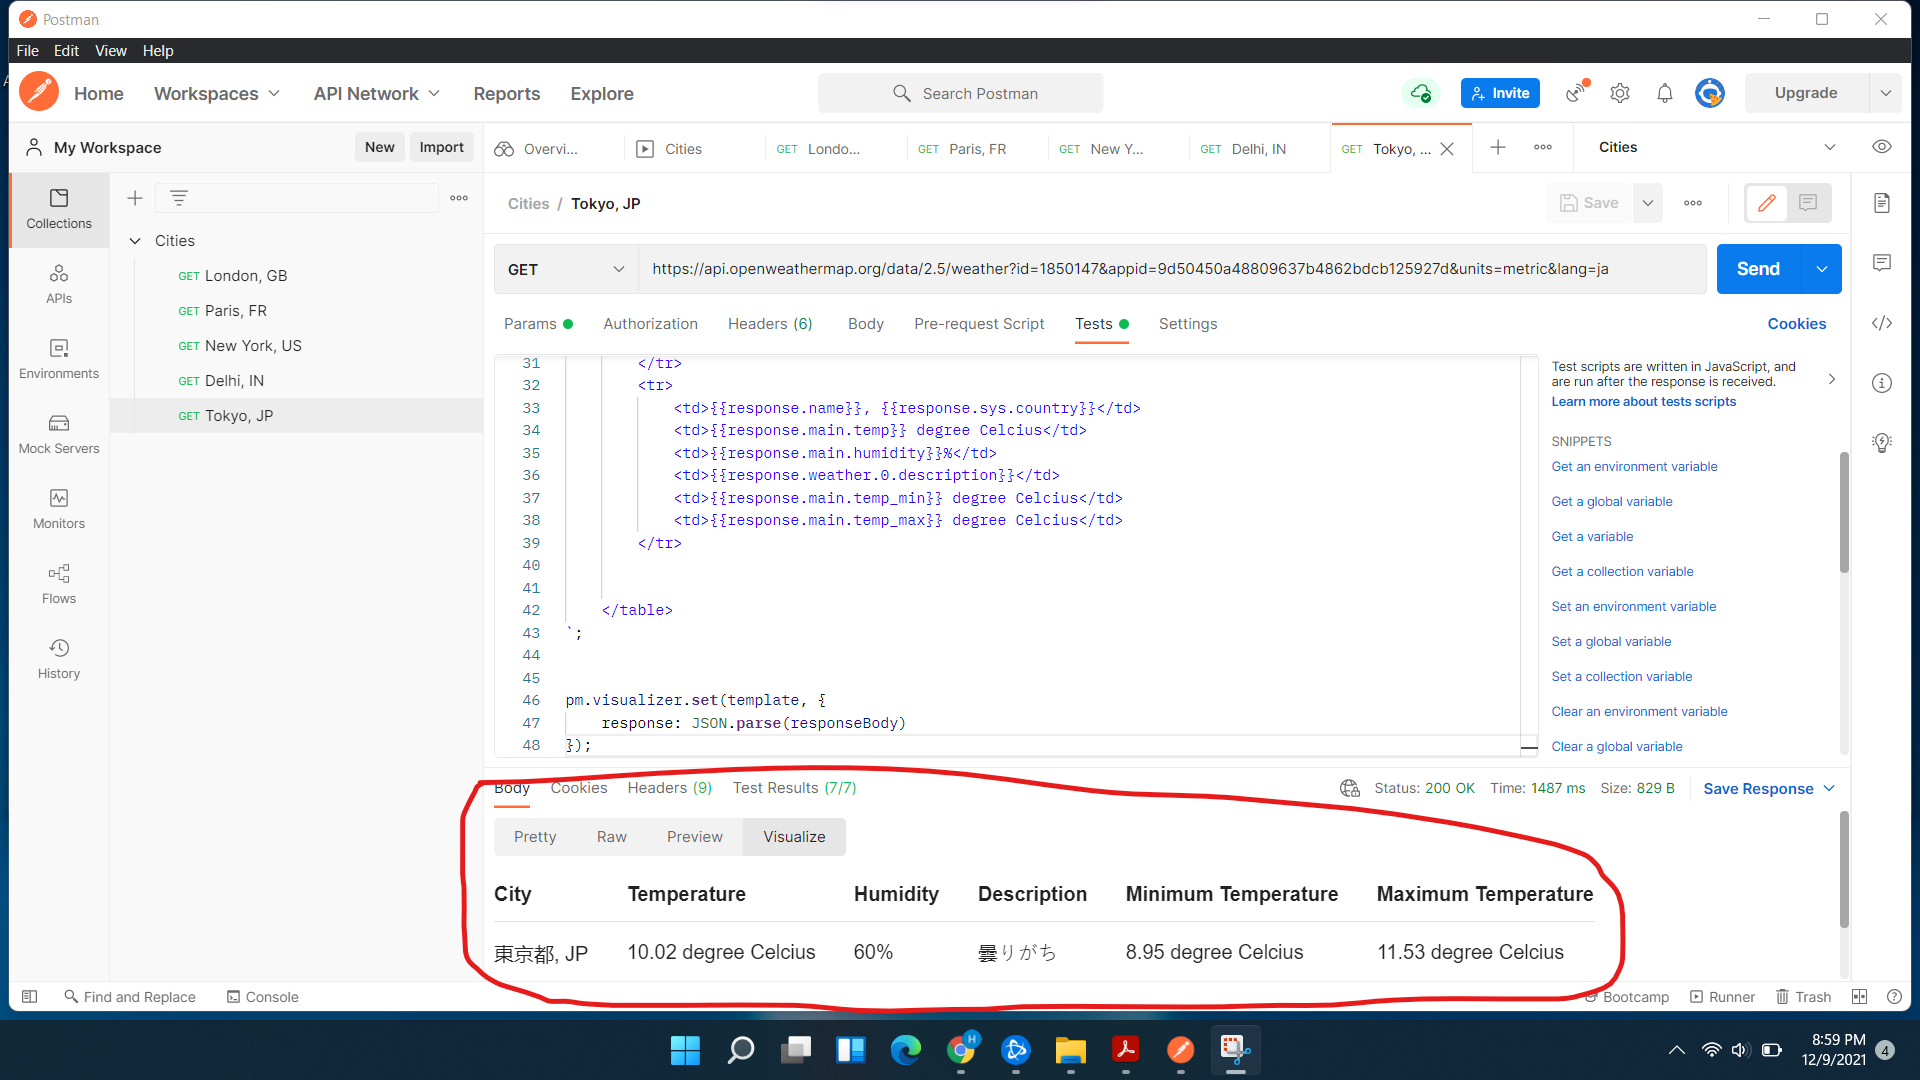 Postman
File Edit View Help
Home Workspaces API Network Reports Explore Search Postman Invite Upgrade
My Workspace New Import Overvi... Cities GET Londo... GET Paris, FR GET New Y... GET Delhi, IN GET Tokyo, ... Cities
Cities / Tokyo, JP Save
Collections
APIs
Environments
Mock Servers
Monitors
Flows
History
Cities
GET London, GB
GET Paris, FR
GET New York, US
GET Delhi, IN
GET Tokyo, JP
GET https://api.openweathermap.org/data/2.5/weather?id=1850147&appid=9d50450a48809637b4862bdcb125927d&units=metric&lang=ja Send
Params Authorization Headers (6) Body Pre-request Script Tests Settings Cookies
31 </tr>
32 <tr>
33 <td>{{response.name}}, {{response.sys.country}}</td>
34 <td>{{response.main.temp}} degree Celcius</td>
35 <td>{{response.main.humidity}}%</td>
36 <td>{{response.weather.0.description}}</td>
37 <td>{{response.main.temp_min}} degree Celcius</td>
38 <td>{{response.main.temp_max}} degree Celcius</td>
39 </tr>
40
41
42 </table>
43 `;
44
45
46 pm.visualizer.set(template, {
47 response: JSON.parse(responseBody)
48 });
Test scripts are written in JavaScript, and
are run after the response is received.
Learn more about tests scripts
SNIPPETS
Get an environment variable
Get a global variable
Get a variable
Get a collection variable
Set an environment variable
Set a global variable
Set a collection variable
Clear an environment variable
Clear a global variable
Body Cookies Headers (9) Test Results (7/7) Status: 200 OK Time: 1487 ms Size: 829 B Save Response
Pretty Raw Preview Visualize
City Temperature Humidity Description Minimum Temperature Maximum Temperature
東京都, JP 10.02 degree Celcius 60% 曇りがち 8.95 degree Celcius 11.53 degree Celcius
Find and Replace Console Bootcamp Runner Trash
H
8:59 PM
12/9/2021 4